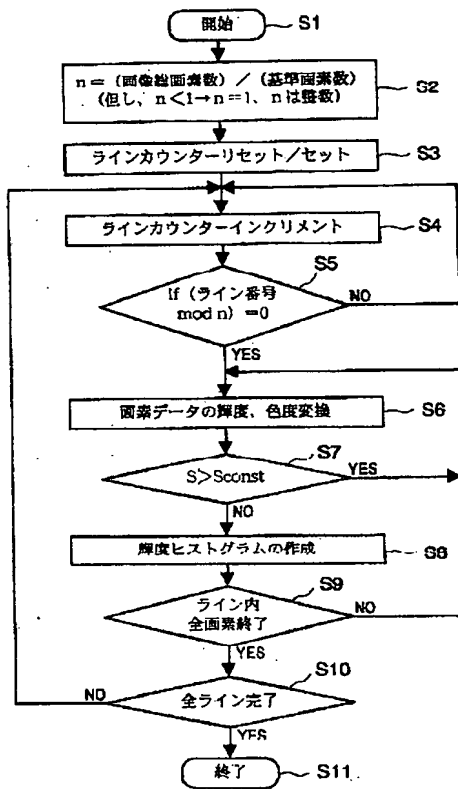 開始 S1
n＝(画像総画素数)／(基準画素数)
(但し、n＜1→n＝1、nは整数) S2
ラインカウンターリセット／セット S3
ラインカウンターインクリメント S4
S5
if (ライン番号
mod n)＝0
NO
YES
画素データの輝度、色度変換 S6
S7
S＞Sconst
YES
NO
輝度ヒストグラムの作成 S8
S9
ライン内
全画素終了
NO
YES
S10
全ライン完了
NO
YES
終了 S11